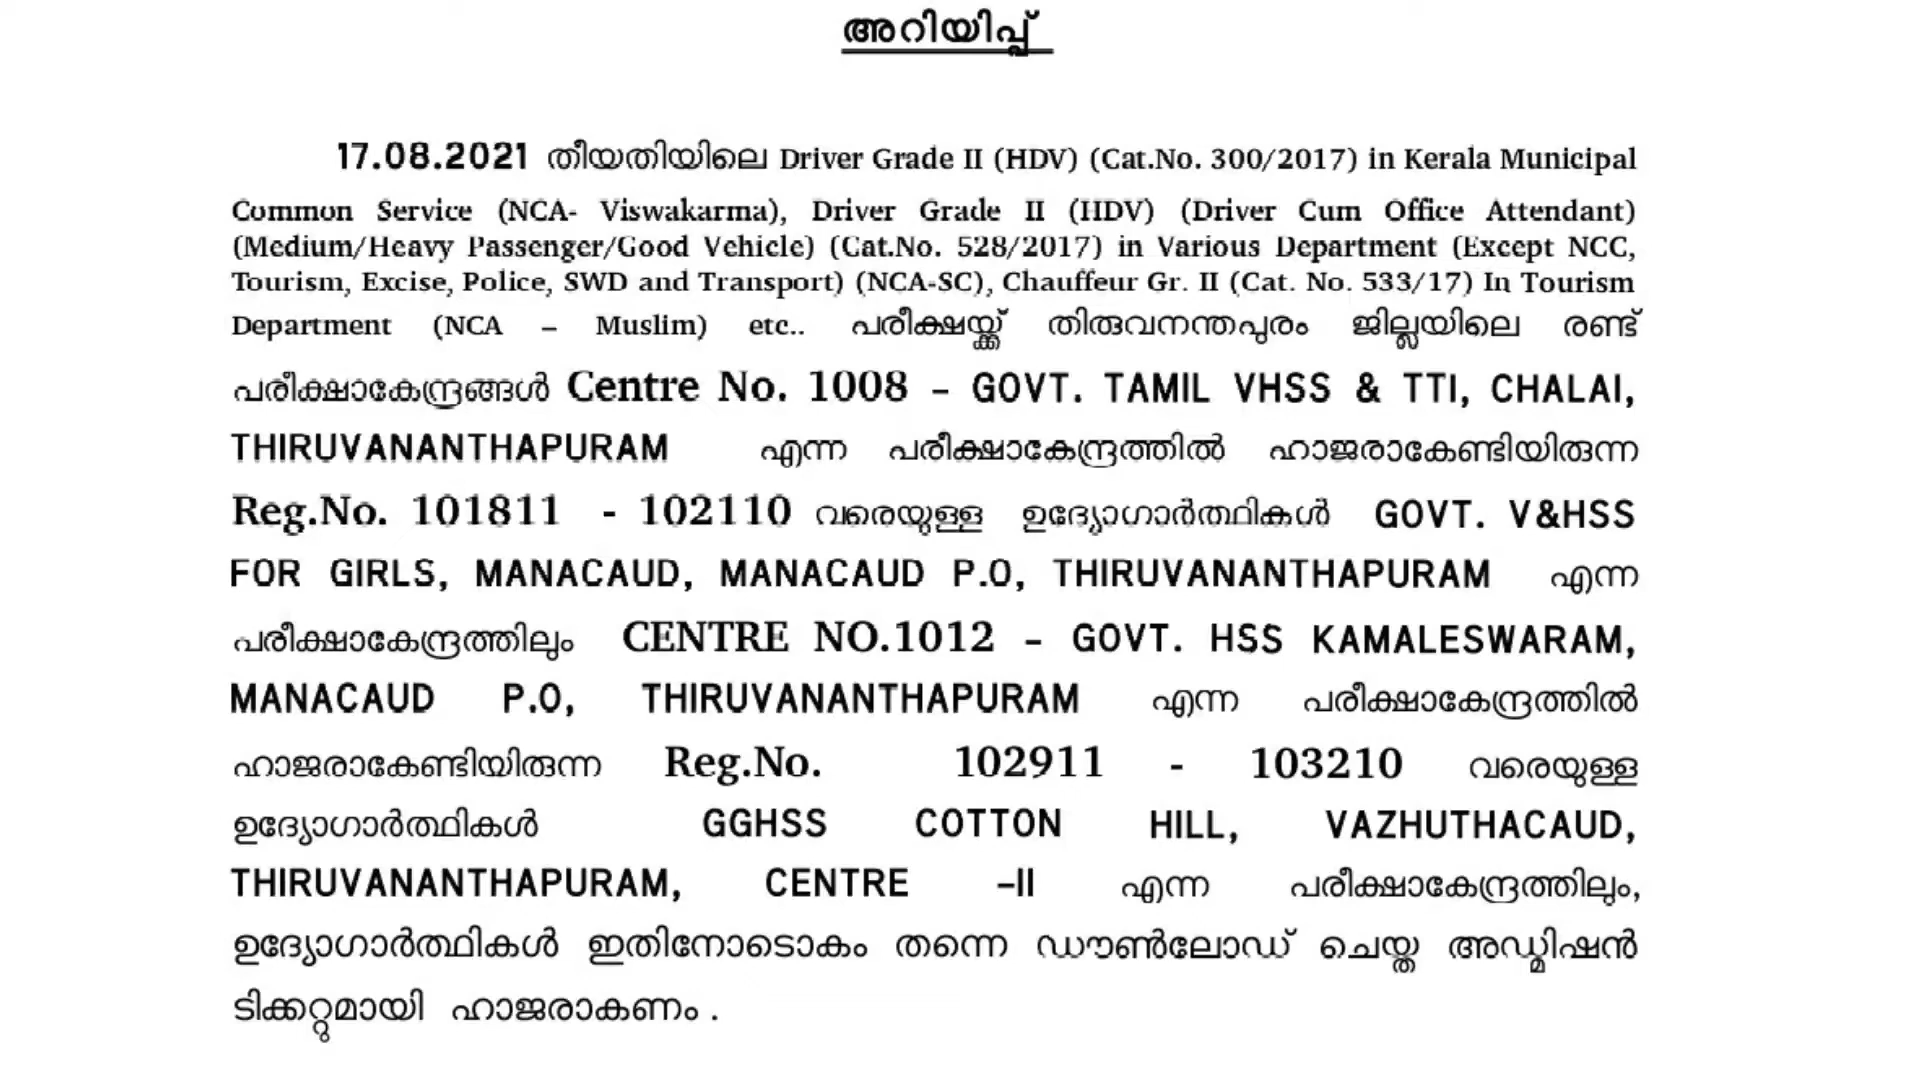 അറിയിപ്പ്
17.08.2021 തീയതിയിലെ Driver Grade II (HDV) (Cat.No. 300/2017) in Kerala Municipal
Common Service (NCA- Viswakarma), Driver Grade II (HDV) (Driver Cum Office Attendant)
(Medium/Heavy Passenger/Good Vehicle) (Cat.No. 528/2017) in Various Department (Except NCC,
Tourism, Excise, Police, SWD and Transport) (NCA-SC), Chauffeur Gr. II (Cat. No. 533/17) In Tourism
Department (NCA – Muslim) etc.. പരീക്ഷയ്ക്ക് തിരുവനന്തപുരം ജില്ലയിലെ രണ്ട്
പരീക്ഷാകേന്ദ്രങ്ങൾ Centre No. 1008 – GOVT. TAMIL VHSS & TTI, CHALAI,
THIRUVANANTHAPURAM എന്ന പരീക്ഷാകേന്ദ്രത്തിൽ ഹാജരാകേണ്ടിയിരുന്ന
Reg.No. 101811 - 102110 വരെയുള്ള ഉദ്യോഗാർത്ഥികൾ GOVT. V&HSS
FOR GIRLS, MANACAUD, MANACAUD P.O, THIRUVANANTHAPURAM എന്ന
പരീക്ഷാകേന്ദ്രത്തിലും CENTRE NO.1012 – GOVT. HSS KAMALESWARAM,
MANACAUD P.O, THIRUVANANTHAPURAM എന്ന പരീക്ഷാകേന്ദ്രത്തിൽ
ഹാജരാകേണ്ടിയിരുന്ന Reg.No. 102911 - 103210 വരെയുള്ള
ഉദ്യോഗാർത്ഥികൾ GGHSS COTTON HILL, VAZHUTHACAUD,
THIRUVANANTHAPURAM, CENTRE –II എന്ന പരീക്ഷാകേന്ദ്രത്തിലും,
ഉദ്യോഗാർത്ഥികൾ ഇതിനോടൊകം തന്നെ ഡൗൺലോഡ് ചെയ്ത അഡ്മിഷൻ
ടിക്കറ്റുമായി ഹാജരാകണം .